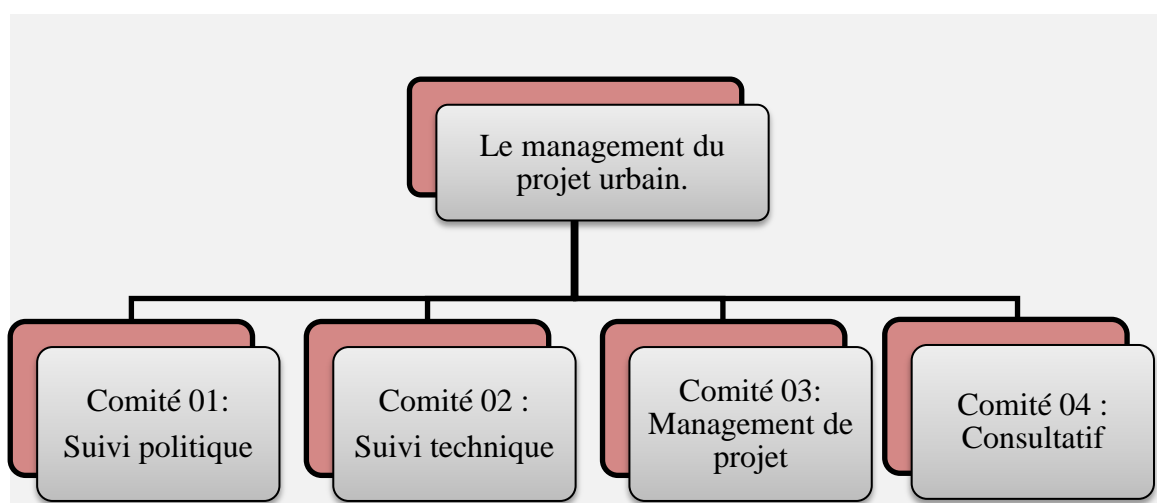 Le management du
projet urbain.
Comité 01:
Suivi politique
Comité 02 :
Suivi technique
Comité 03:
Management de
projet
Comité 04 :
Consultatif